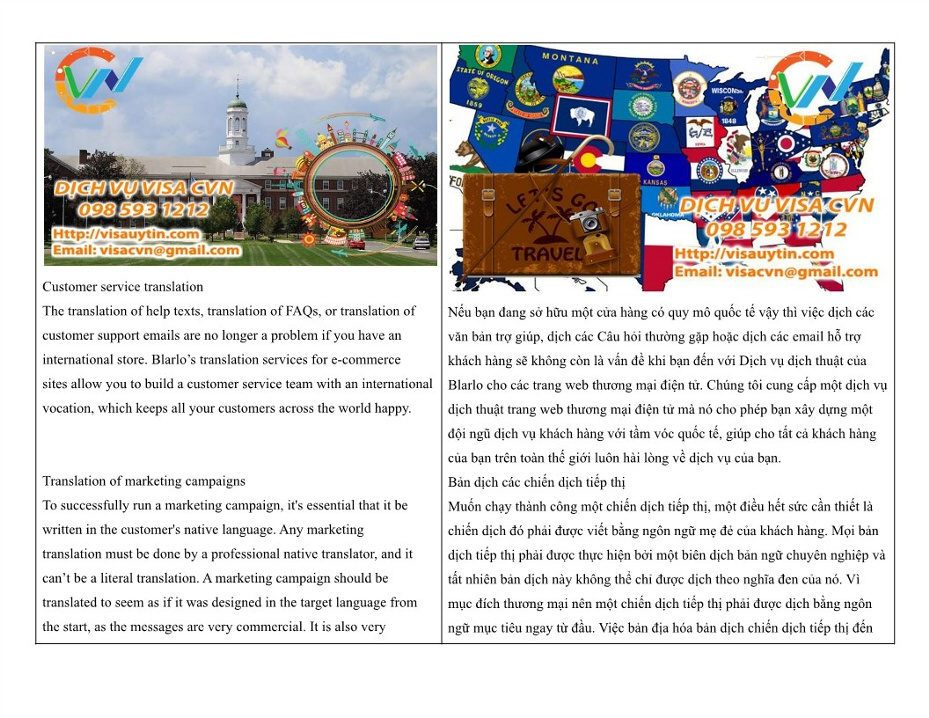 CVN
DỊCH VỤ VISA CVN
098 593 1212
Http://visauytin.com
Email: visacvn@gmail.com
Customer service translation
The translation of help texts, translation of FAQs, or translation of
customer support emails are no longer a problem if you have an
international store. Blarlo’s translation services for e-commerce
sites allow you to build a customer service team with an international
vocation, which keeps all your customers across the world happy.
Translation of marketing campaigns
To successfully run a marketing campaign, it's essential that it be
written in the customer's native language. Any marketing
translation must be done by a professional native translator, and it
can’t be a literal translation. A marketing campaign should be
translated to seem as if it was designed in the target language from
the start, as the messages are very commercial. It is also very
STATE OF OREGON
1859
MONTANA
WISCONSIN
1848
IOWA
ILLINOIS
KANSAS
OKLAHOMA
CVN
LET'S GO
TRAVEL
DỊCH VỤ VISA CVN
098 593 1212
Http://visauytin.com
Email: visacvn@gmail.com
Nếu bạn đang sở hữu một cửa hàng có quy mô quốc tế vậy thì việc dịch các
văn bản trợ giúp, dịch các Câu hỏi thường gặp hoặc dịch các email hỗ trợ
khách hàng sẽ không còn là vấn đề khi bạn đến với Dịch vụ dịch thuật của
Blarlo cho các trang web thương mại điện tử. Chúng tôi cung cấp một dịch vụ
dịch thuật trang web thương mại điện tử mà nó cho phép bạn xây dựng một
đội ngũ dịch vụ khách hàng với tầm vóc quốc tế, giúp cho tất cả khách hàng
của bạn trên toàn thế giới luôn hài lòng về dịch vụ của bạn.
Bản dịch các chiến dịch tiếp thị
Muốn chạy thành công một chiến dịch tiếp thị, một điều hết sức cần thiết là
chiến dịch đó phải được viết bằng ngôn ngữ mẹ đẻ của khách hàng. Mọi bản
dịch tiếp thị phải được thực hiện bởi một biên dịch bản ngữ chuyên nghiệp và
tất nhiên bản dịch này không thể chỉ được dịch theo nghĩa đen của nó. Vì
mục đích thương mại nên một chiến dịch tiếp thị phải được dịch bằng ngôn
ngữ mục tiêu ngay từ đầu. Việc bản địa hóa bản dịch chiến dịch tiếp thị đến